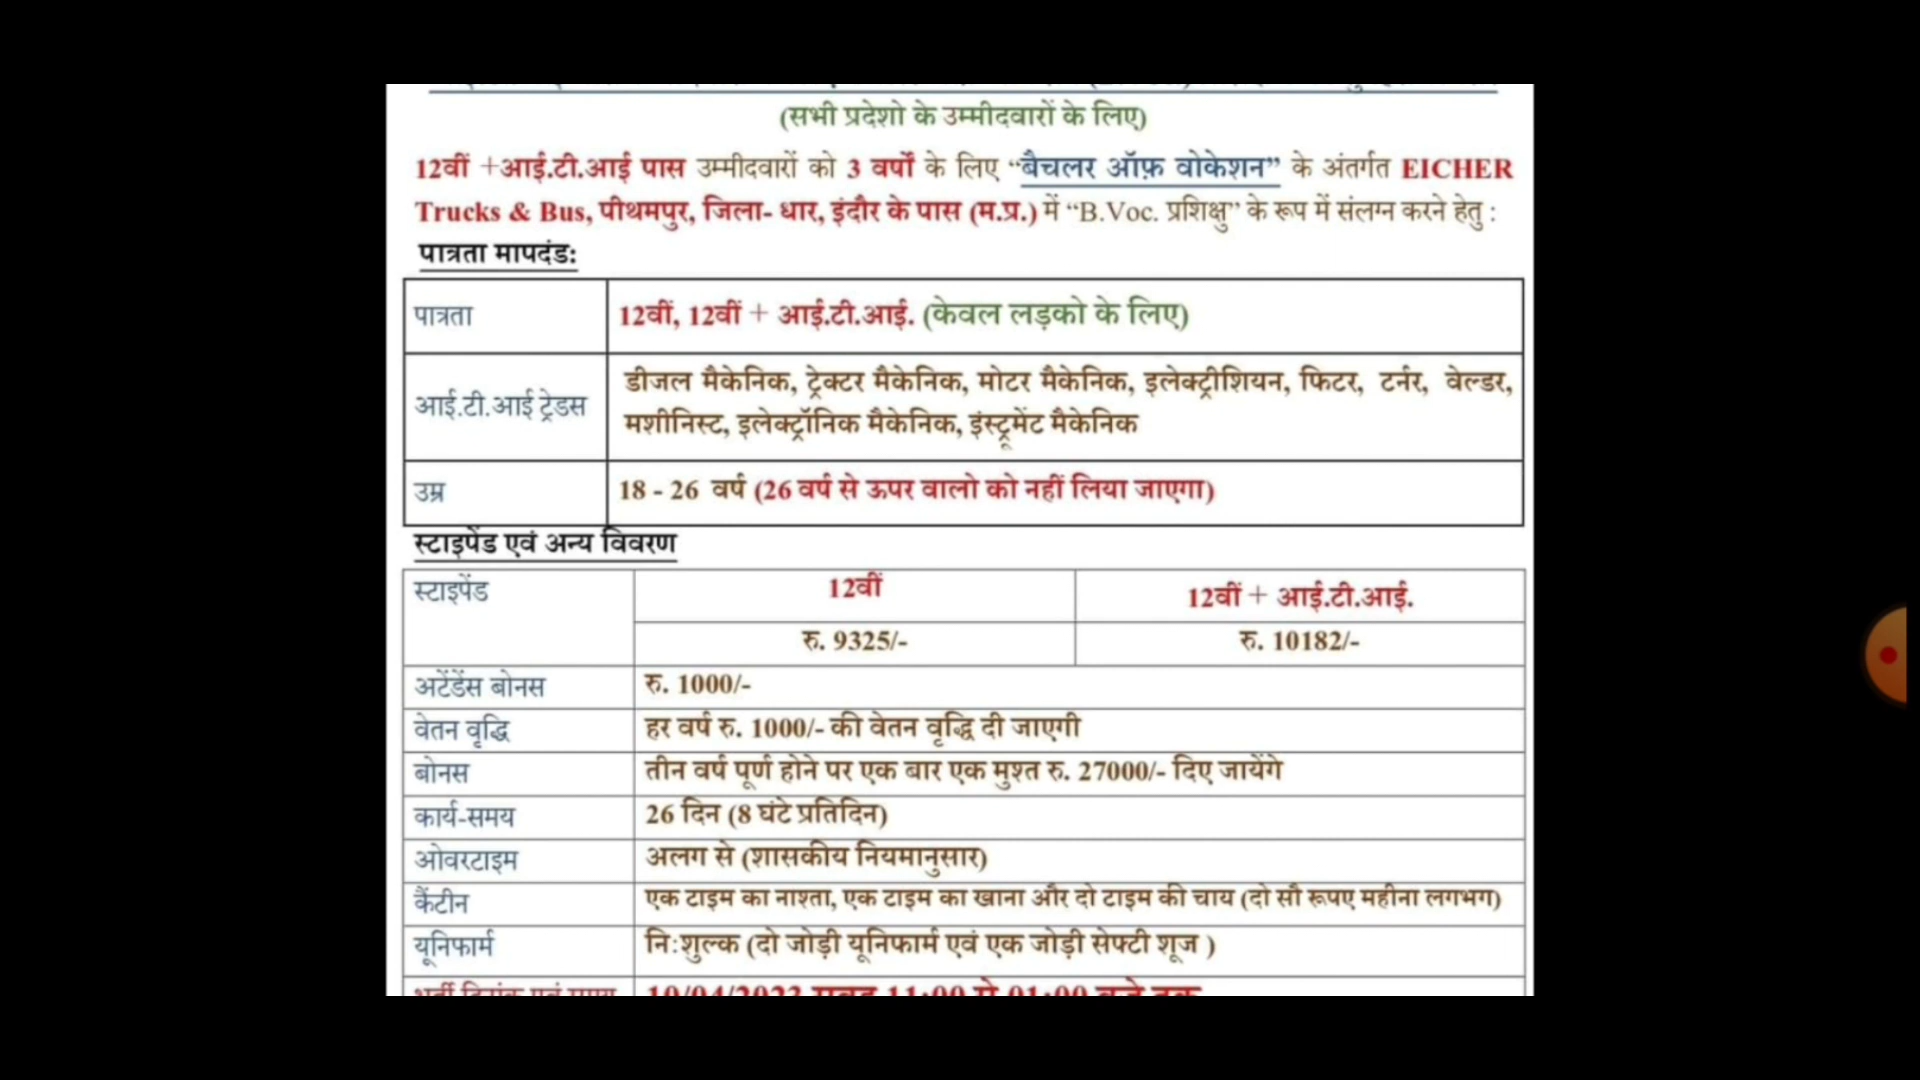 (सभी प्रदेशो के उम्मीदवारों के लिए)
12वीं +आई.टी.आई पास उम्मीदवारों को 3 वर्षों के लिए “बैचलर ऑफ़ वोकेशन” के अंतर्गत EICHER
Trucks & Bus, पीथमपुर, जिला- धार, इंदौर के पास (म.प्र.) में “B.Voc. प्रशिक्षु” के रूप में संलग्न करने हेतु :
पात्रता मापदंड:
पात्रता 12वीं, 12वीं + आई.टी.आई. (केवल लड़को के लिए)
आई.टी.आई ट्रेडस डीजल मैकेनिक, ट्रेक्टर मैकेनिक, मोटर मैकेनिक, इलेक्ट्रीशियन, फिटर, टर्नर, वेल्डर,
मशीनिस्ट, इलेक्ट्रॉनिक मैकेनिक, इंस्ट्रूमेंट मैकेनिक
उम्र 18 - 26 वर्ष (26 वर्ष से ऊपर वालो को नहीं लिया जाएगा)
स्टाइपेंड एवं अन्य विवरण
स्टाइपेंड 12वीं 12वीं + आई.टी.आई.
रु. 9325/- रु. 10182/-
अटेंडेंस बोनस रु. 1000/-
वेतन वृद्धि हर वर्ष रु. 1000/- की वेतन वृद्धि दी जाएगी
बोनस तीन वर्ष पूर्ण होने पर एक बार एक मुश्त रु. 27000/- दिए जायेंगे
कार्य-समय 26 दिन (8 घंटे प्रतिदिन)
ओवरटाइम अलग से (शासकीय नियमानुसार)
कैंटीन एक टाइम का नाश्ता, एक टाइम का खाना और दो टाइम की चाय (दो सौ रूपए महीना लगभग)
यूनिफार्म नि:शुल्क (दो जोड़ी यूनिफार्म एवं एक जोड़ी सेफ्टी शूज )